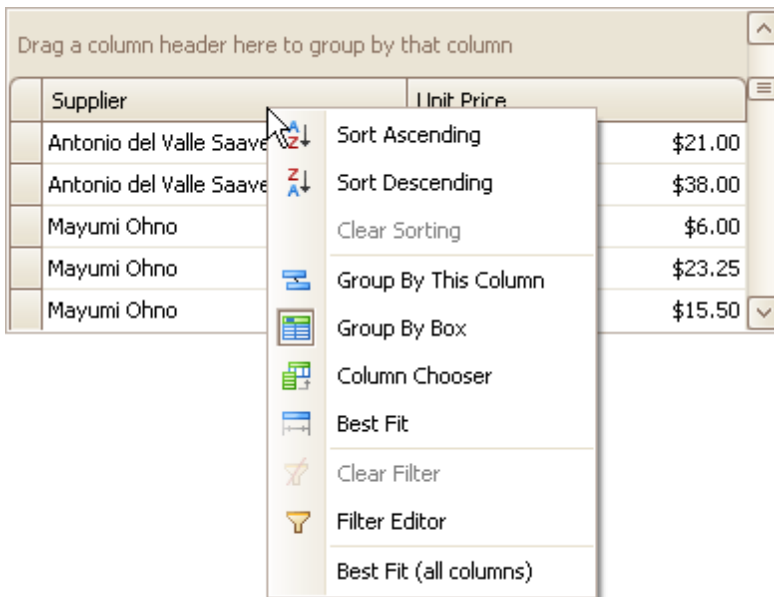 Drag a column header here to group by that column
Supplier Unit Price
Antonio del Valle Saave $21.00
Antonio del Valle Saave $38.00
Mayumi Ohno $6.00
Mayumi Ohno $23.25
Mayumi Ohno $15.50
Sort Ascending
Sort Descending
Clear Sorting
Group By This Column
Group By Box
Column Chooser
Best Fit
Clear Filter
Filter Editor
Best Fit (all columns)